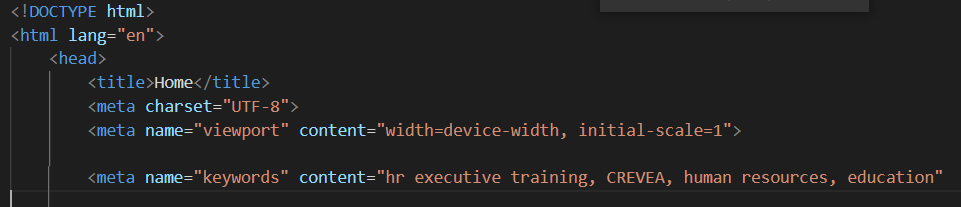 <!DOCTYPE html>
<html lang="en">
<head>
<title>Home</title>
<meta charset="UTF-8">
<meta name="viewport" content="width=device-width, initial-scale=1">
<meta name="keywords" content="hr executive training, CREVEA, human resources, education"